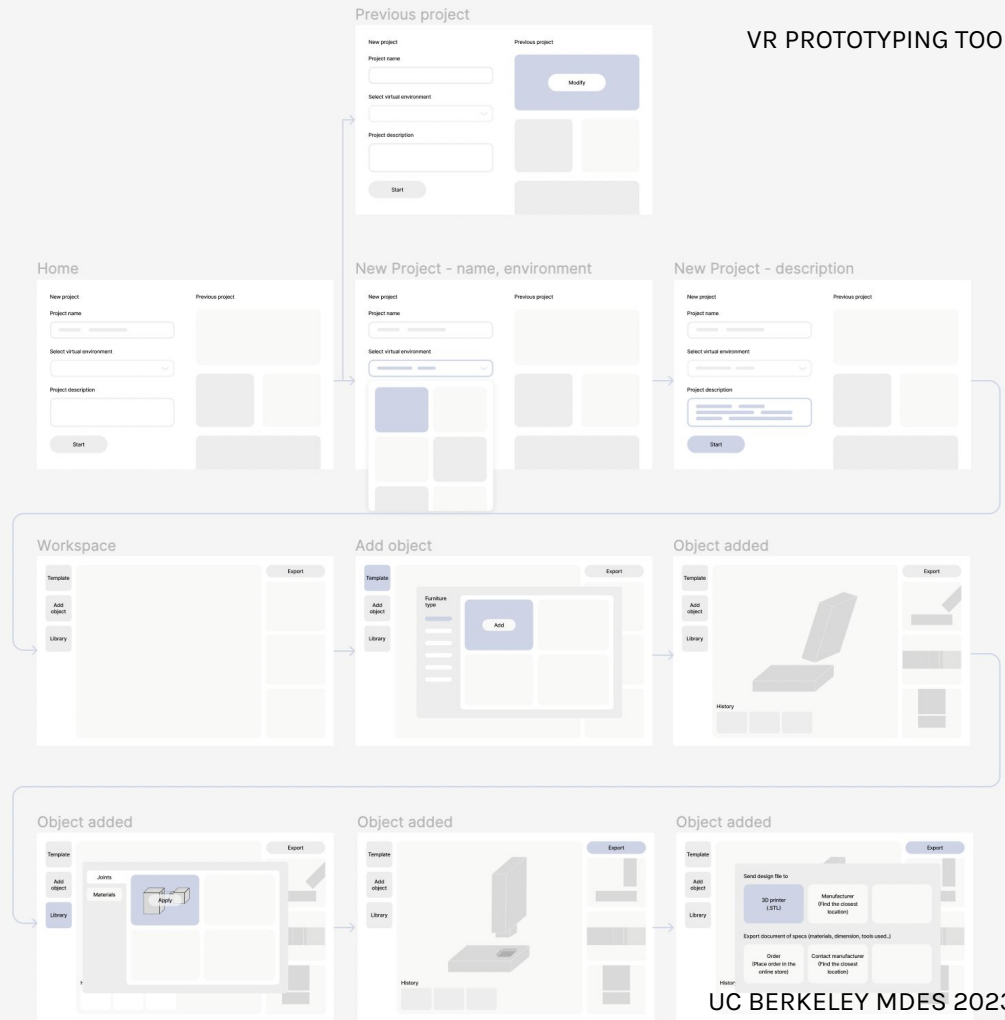 Previous project
VR PROTOTYPING TOO
New project
Previous project
Project name
Modify
Select virtual environment
Project description
Start
Home
New Project - name, environment
New Project - description
New project
Previous project
Project name
Select virtual environment
Project description
Start
New project
Previous project
Project name
Select virtual environment
New project
Previous project
Project name
Select virtual environment
Project description
Start
Workspace
Add object
Object added
Template
Add
object
Library
Export
Template
Add
object
Library
Furniture
type
Add
Export
Template
Add
object
Library
Export
History
Object added
Object added
Object added
Template
Add
object
Library
Joints
Materials
Apply
Export
Template
Add
object
Library
Export
History
Template
Add
object
Library
Export
Send design file to
3D printer
(.STL)
Manufacturer
(Find the closest
location)
Export document of specs (materials, dimension, tools used..)
Order
(Place order in the
online store)
Contact manufacturer
(Find the closest
location)
UC BERKELEY MDES 2023